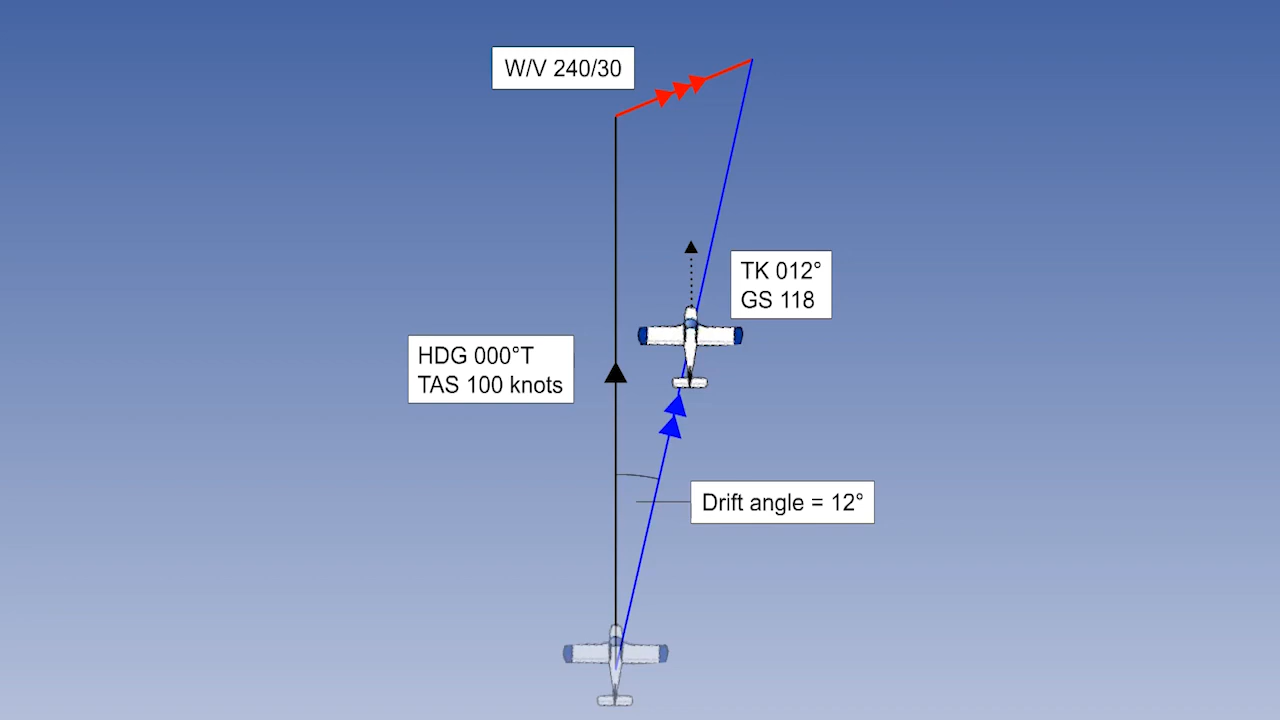 W/V 240/30
TK 012°
GS 118
HDG 000°T
TAS 100 knots
Drift angle = 12°